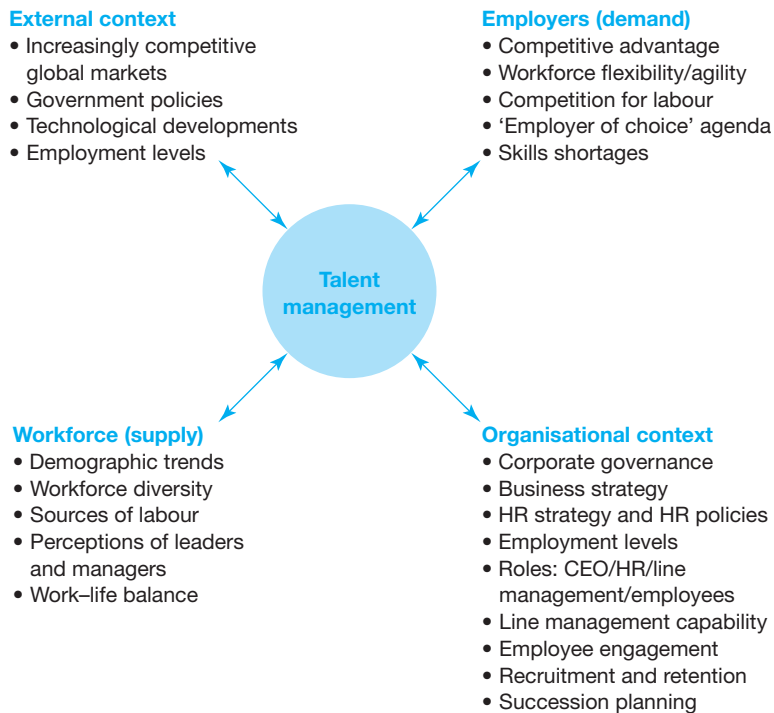 External context
• Increasingly competitive
global markets
• Government policies
• Technological developments
• Employment levels
Employers (demand)
• Competitive advantage
• Workforce flexibility/agility
• Competition for labour
• ‘Employer of choice’ agenda
• Skills shortages
Talent
management
Workforce (supply)
• Demographic trends
• Workforce diversity
• Sources of labour
• Perceptions of leaders
and managers
• Work–life balance
Organisational context
• Corporate governance
• Business strategy
• HR strategy and HR policies
• Employment levels
• Roles: CEO/HR/line
management/employees
• Line management capability
• Employee engagement
• Recruitment and retention
• Succession planning